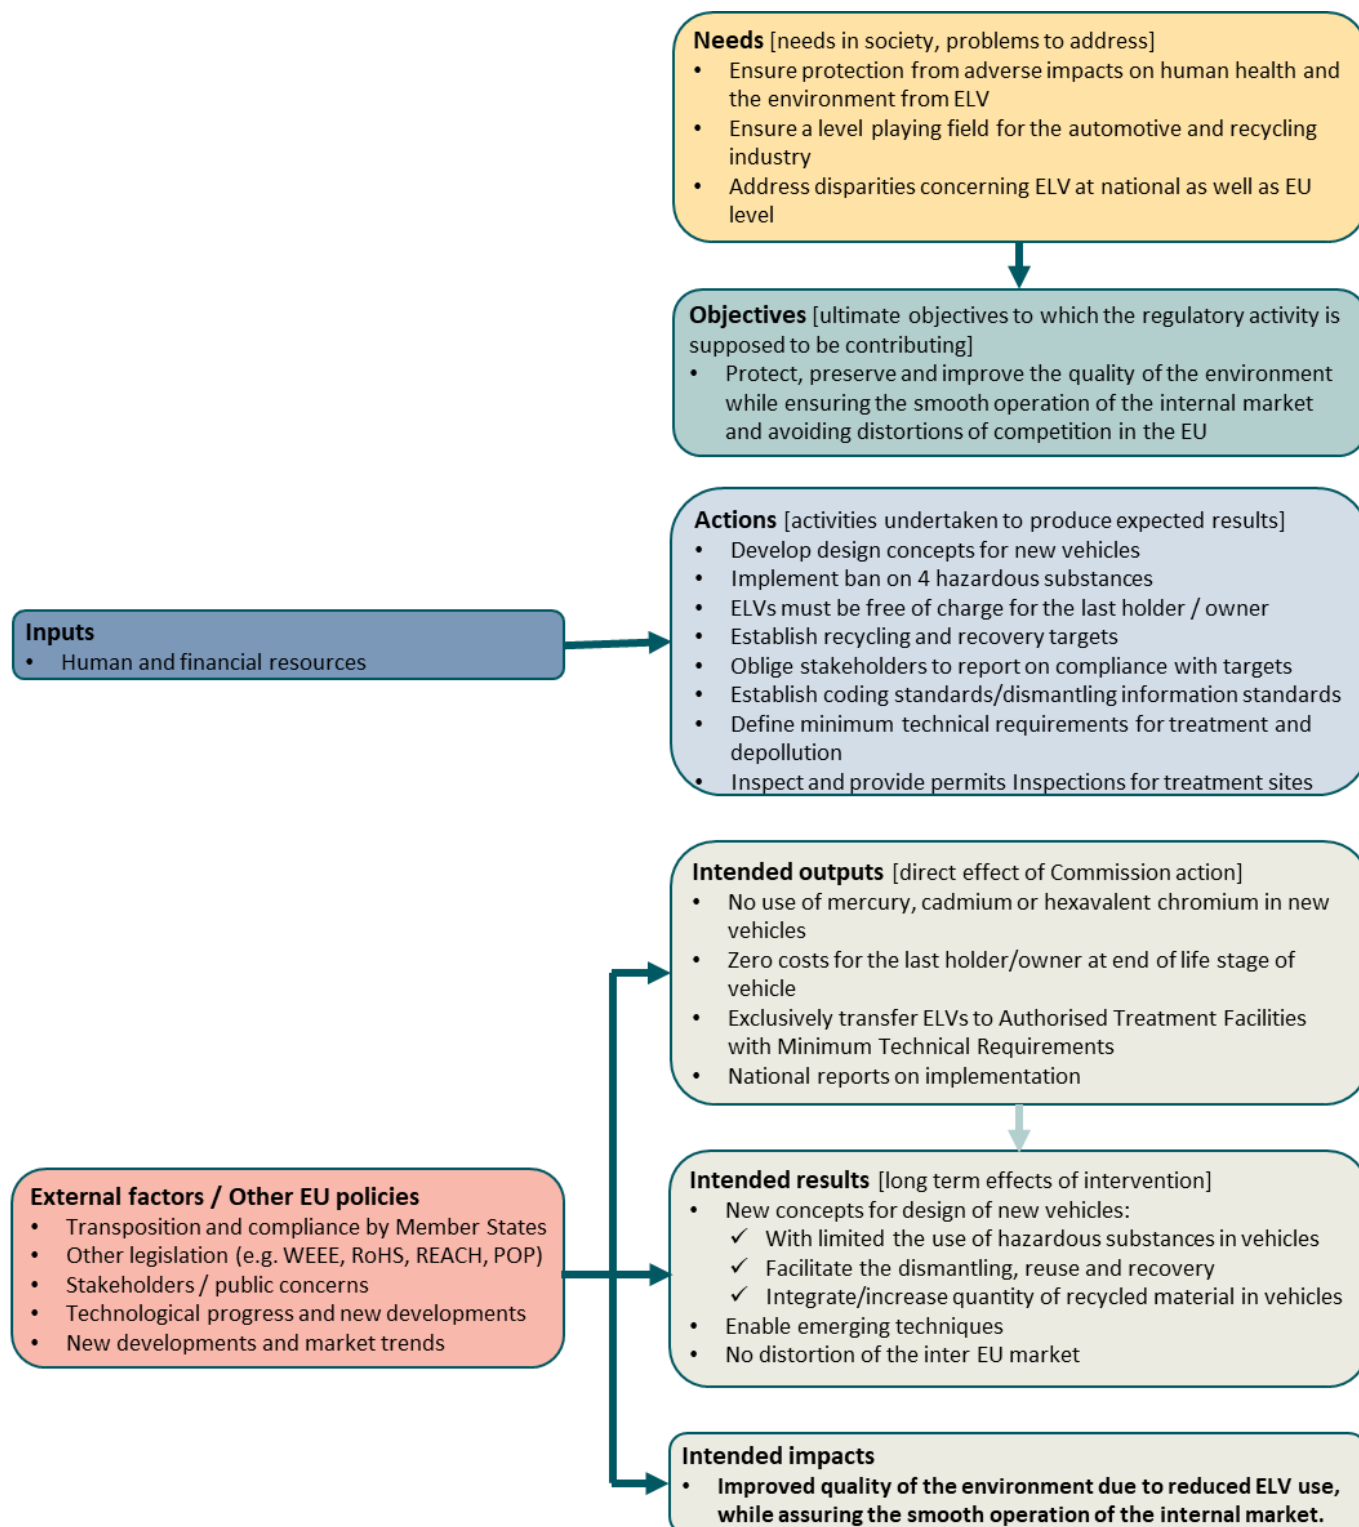 Needs [needs in society, problems to address]
• Ensure protection from adverse impacts on human health and
the environment from ELV
• Ensure a level playing field for the automotive and recycling
industry
• Address disparities concerning ELV at national as well as EU
level
Objectives [ultimate objectives to which the regulatory activity is
supposed to be contributing]
• Protect, preserve and improve the quality of the environment
while ensuring the smooth operation of the internal market
and avoiding distortions of competition in the EU
Inputs
• Human and financial resources
Actions [activities undertaken to produce expected results]
• Develop design concepts for new vehicles
• Implement ban on 4 hazardous substances
• ELVs must be free of charge for the last holder / owner
• Establish recycling and recovery targets
• Oblige stakeholders to report on compliance with targets
• Establish coding standards/dismantling information standards
• Define minimum technical requirements for treatment and
depollution
• Inspect and provide permits Inspections for treatment sites
Intended outputs [direct effect of Commission action]
• No use of mercury, cadmium or hexavalent chromium in new
vehicles
• Zero costs for the last holder/owner at end of life stage of
vehicle
• Exclusively transfer ELVs to Authorised Treatment Facilities
with Minimum Technical Requirements
• National reports on implementation
External factors / Other EU policies
• Transposition and compliance by Member States
• Other legislation (e.g. WEEE, RoHS, REACH, POP)
• Stakeholders / public concerns
• Technological progress and new developments
• New developments and market trends
Intended results [long term effects of intervention]
• New concepts for design of new vehicles:
✓ With limited the use of hazardous substances in vehicles
✓ Facilitate the dismantling, reuse and recovery
✓ Integrate/increase quantity of recycled material in vehicles
• Enable emerging techniques
• No distortion of the inter EU market
Intended impacts
• Improved quality of the environment due to reduced ELV use,
while assuring the smooth operation of the internal market.